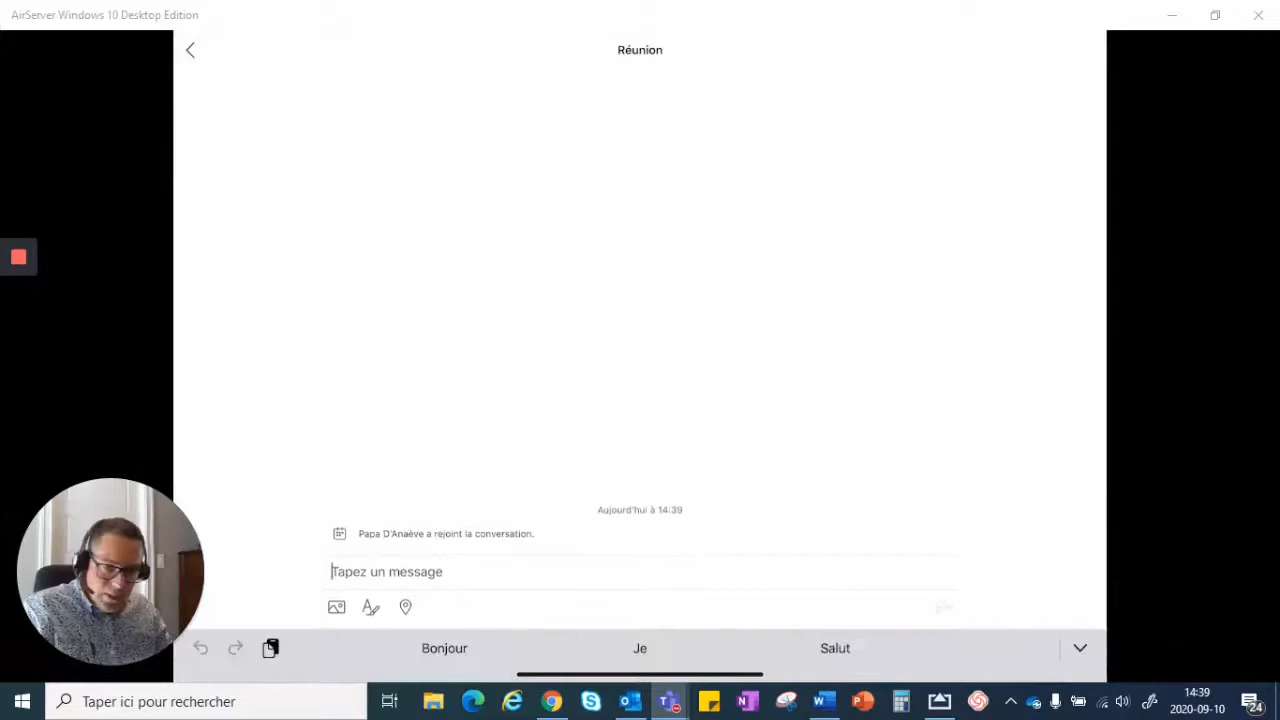 AirServer Windows 10 Desktop Edition
Réunion
Aujourd'hui à 14:39
Papa D'Anaève a rejoint la conversation.
Tapez un message
Bonjour
Je
Salut
Taper ici pour rechercher
14:39
2020-09-10
24